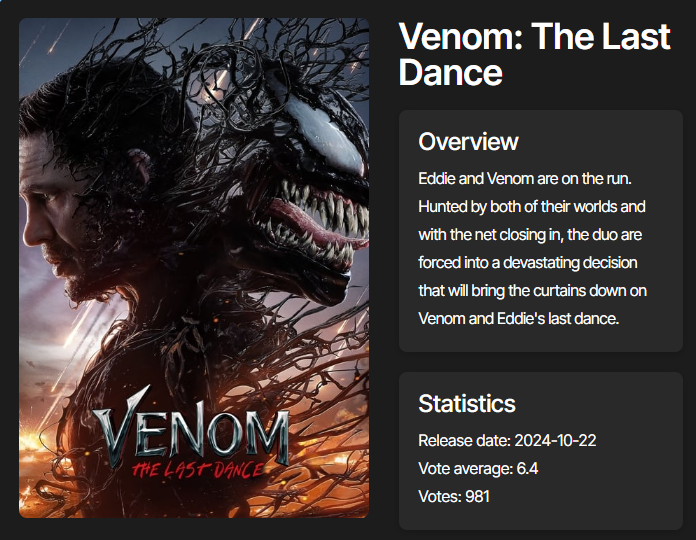 Venom: The Last
Dance
Overview
Eddie and Venom are on the run.
Hunted by both of their worlds and
with the net closing in, the duo are
forced into a devastating decision
that will bring the curtains down on
Venom and Eddie's last dance.
VENOM
THE LAST DANCE
Statistics
Release date: 2024-10-22
Vote average: 6.4
Votes: 981